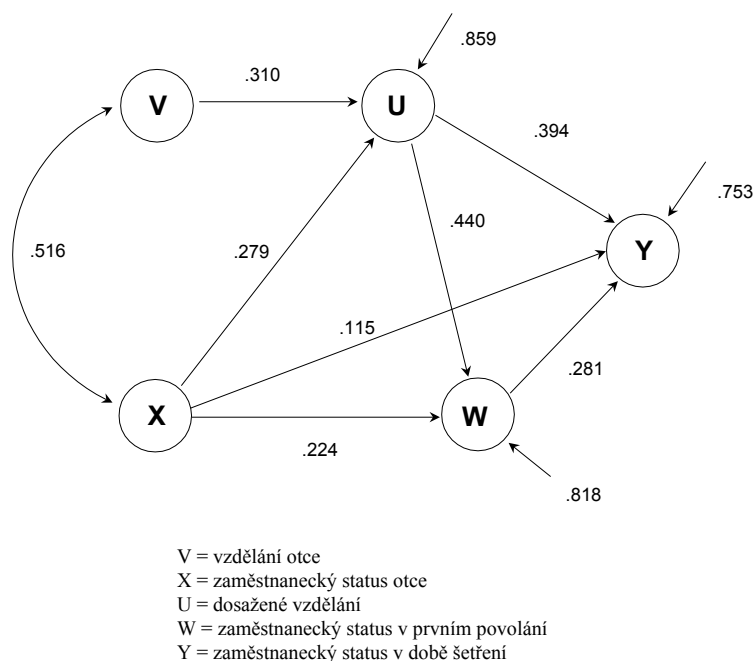 .859
.310
V
U
.394
.753
.440
.516
.279
Y
.115
.281
X
W
.224
.818
V = vzdělání otce
X = zaměstnanecký status otce
U = dosažené vzdělání
W = zaměstnanecký status v prvním povolání
Y = zaměstnanecký status v době šetření